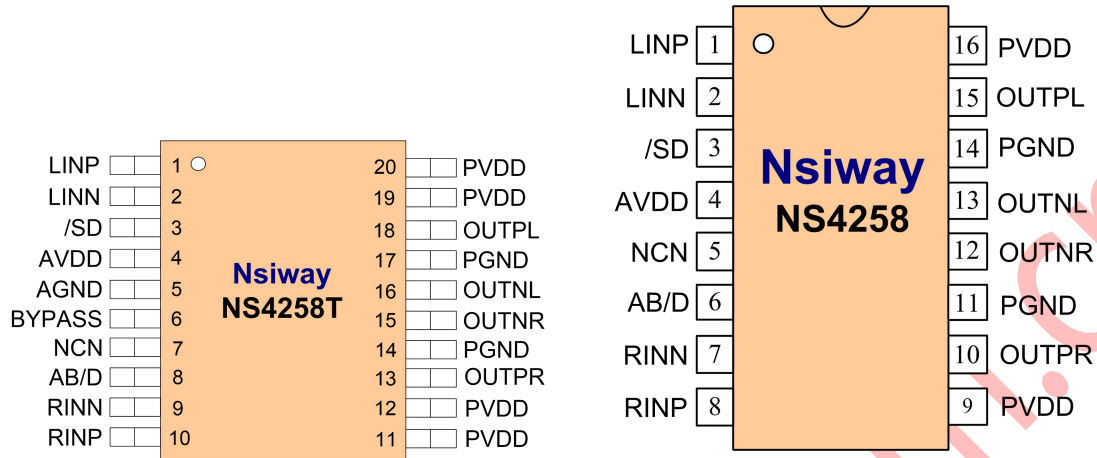 LINP 1 20 PVDD
LINN 2 19 PVDD
/SD 3 18 OUTPL
AVDD 4 17 PGND
AGND 5 16 OUTNL
BYPASS 6 15 OUTNR
NCN 7 14 PGND
AB/D 8 13 OUTPR
RINN 9 12 PVDD
RINP 10 11 PVDD
Nsiway
NS4258T
LINP 1 16 PVDD
LINN 2 15 OUTPL
/SD 3 14 PGND
AVDD 4 13 OUTNL
NCN 5 12 OUTNR
AB/D 6 11 PGND
RINN 7 10 OUTPR
RINP 8 9 PVDD
Nsiway
NS4258